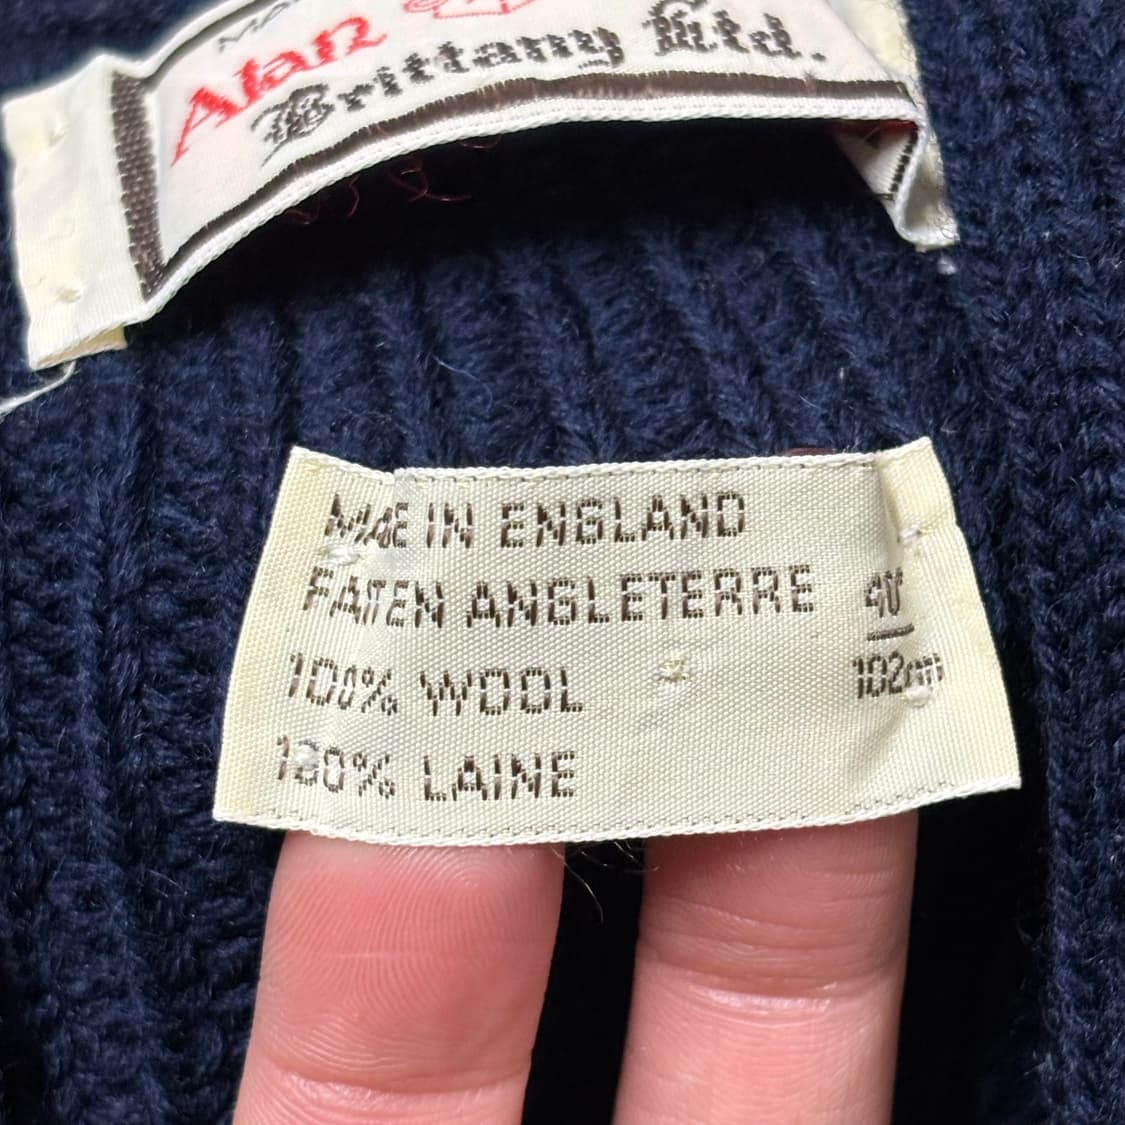 Alan
Brittany Ltd.
MADE IN ENGLAND
FAIT EN ANGLETERRE 40"
100% WOOL 102cm
100% LAINE